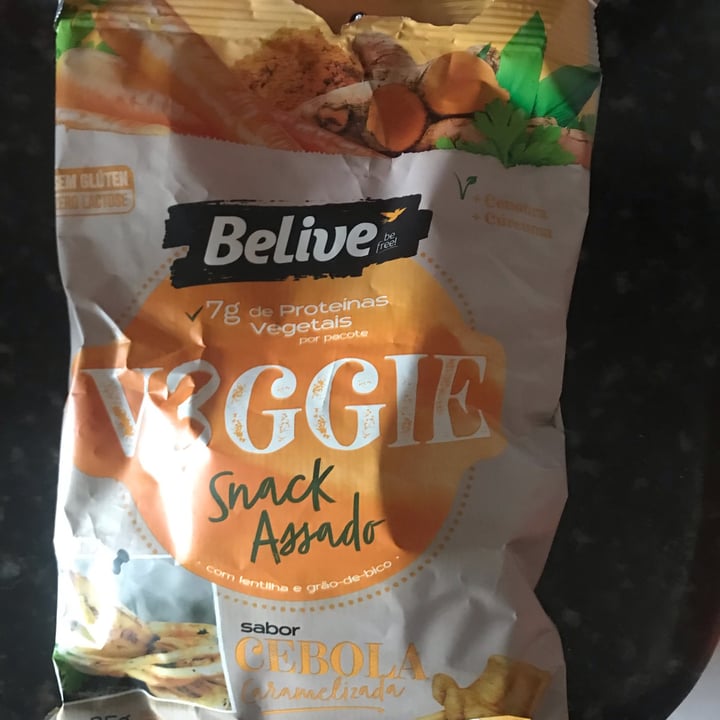 SEM GLÚTEN
ZERO LACTOSE
+ Cenoura
+ Cúrcuma
Belive
be
free!
7g de Proteínas
Vegetais
por pacote
V3GGIE
Snack
Assado
com lentilha e grão-de-bico
sabor
CEBOLA
Caramelizada
35g